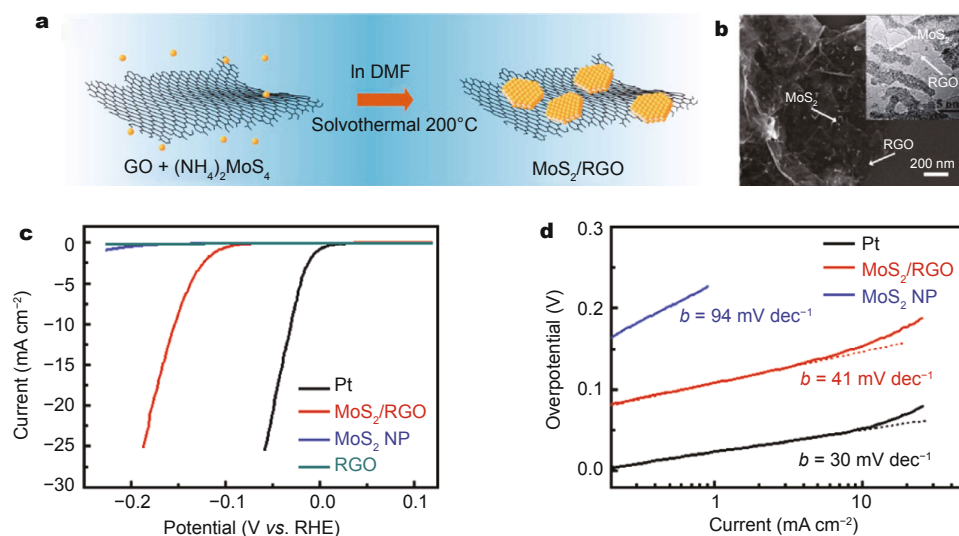 a
In DMF
Solvothermal 200°C
GO + (NH₄)₂MoS₄
MoS₂/RGO
b
MoS₂
RGO
5 nm
MoS₂
RGO
200 nm
c
0
−5
−10
−15
−20
−25
−30
Current (mA cm⁻²)
Pt
MoS₂/RGO
MoS₂ NP
RGO
−0.2
−0.1
0.0
0.1
Potential (V vs. RHE)
d
0.3
0.2
0.1
0.0
Overpotential (V)
Pt
MoS₂/RGO
MoS₂ NP
b = 94 mV dec⁻¹
b = 41 mV dec⁻¹
b = 30 mV dec⁻¹
1
10
Current (mA cm⁻²)